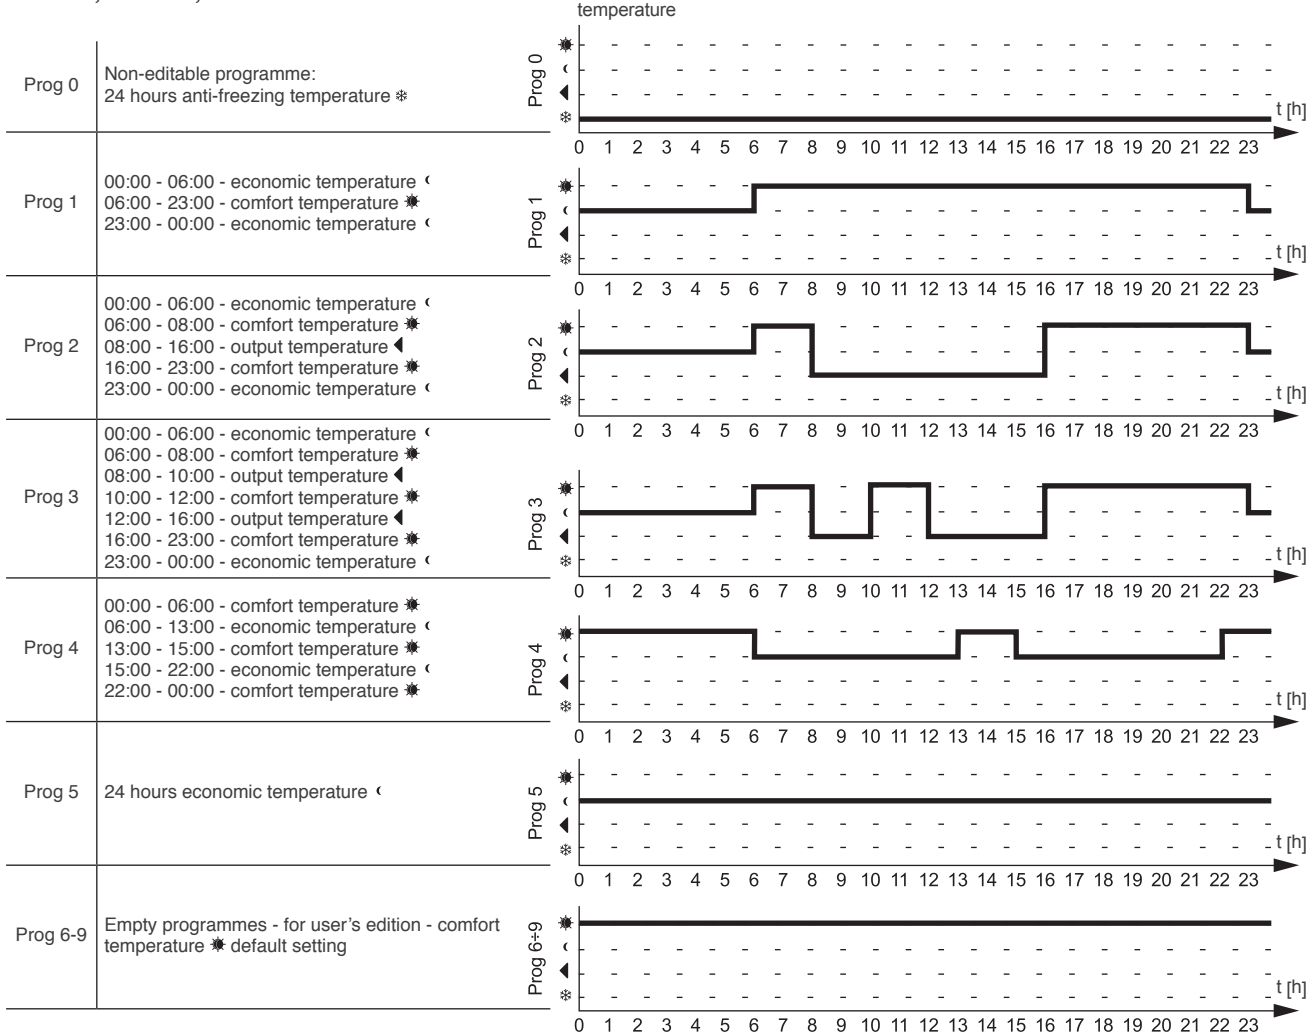 temperature
Prog 0
Non-editable programme:
24 hours anti-freezing temperature ❄
Prog 0
t [h]
0 1 2 3 4 5 6 7 8 9 10 11 12 13 14 15 16 17 18 19 20 21 22 23
Prog 1
00:00 - 06:00 - economic temperature ☾
06:00 - 23:00 - comfort temperature ☀
23:00 - 00:00 - economic temperature ☾
Prog 1
t [h]
0 1 2 3 4 5 6 7 8 9 10 11 12 13 14 15 16 17 18 19 20 21 22 23
Prog 2
00:00 - 06:00 - economic temperature ☾
06:00 - 08:00 - comfort temperature ☀
08:00 - 16:00 - output temperature ◀
16:00 - 23:00 - comfort temperature ☀
23:00 - 00:00 - economic temperature ☾
Prog 2
t [h]
0 1 2 3 4 5 6 7 8 9 10 11 12 13 14 15 16 17 18 19 20 21 22 23
Prog 3
00:00 - 06:00 - economic temperature ☾
06:00 - 08:00 - comfort temperature ☀
08:00 - 10:00 - output temperature ◀
10:00 - 12:00 - comfort temperature ☀
12:00 - 16:00 - output temperature ◀
16:00 - 23:00 - comfort temperature ☀
23:00 - 00:00 - economic temperature ☾
Prog 3
t [h]
0 1 2 3 4 5 6 7 8 9 10 11 12 13 14 15 16 17 18 19 20 21 22 23
Prog 4
00:00 - 06:00 - comfort temperature ☀
06:00 - 13:00 - economic temperature ☾
13:00 - 15:00 - comfort temperature ☀
15:00 - 22:00 - economic temperature ☾
22:00 - 00:00 - comfort temperature ☀
Prog 4
t [h]
0 1 2 3 4 5 6 7 8 9 10 11 12 13 14 15 16 17 18 19 20 21 22 23
Prog 5
24 hours economic temperature ☾
Prog 5
t [h]
0 1 2 3 4 5 6 7 8 9 10 11 12 13 14 15 16 17 18 19 20 21 22 23
Prog 6-9
Empty programmes - for user's edition - comfort
temperature ☀ default setting
Prog 6÷9
t [h]
0 1 2 3 4 5 6 7 8 9 10 11 12 13 14 15 16 17 18 19 20 21 22 23